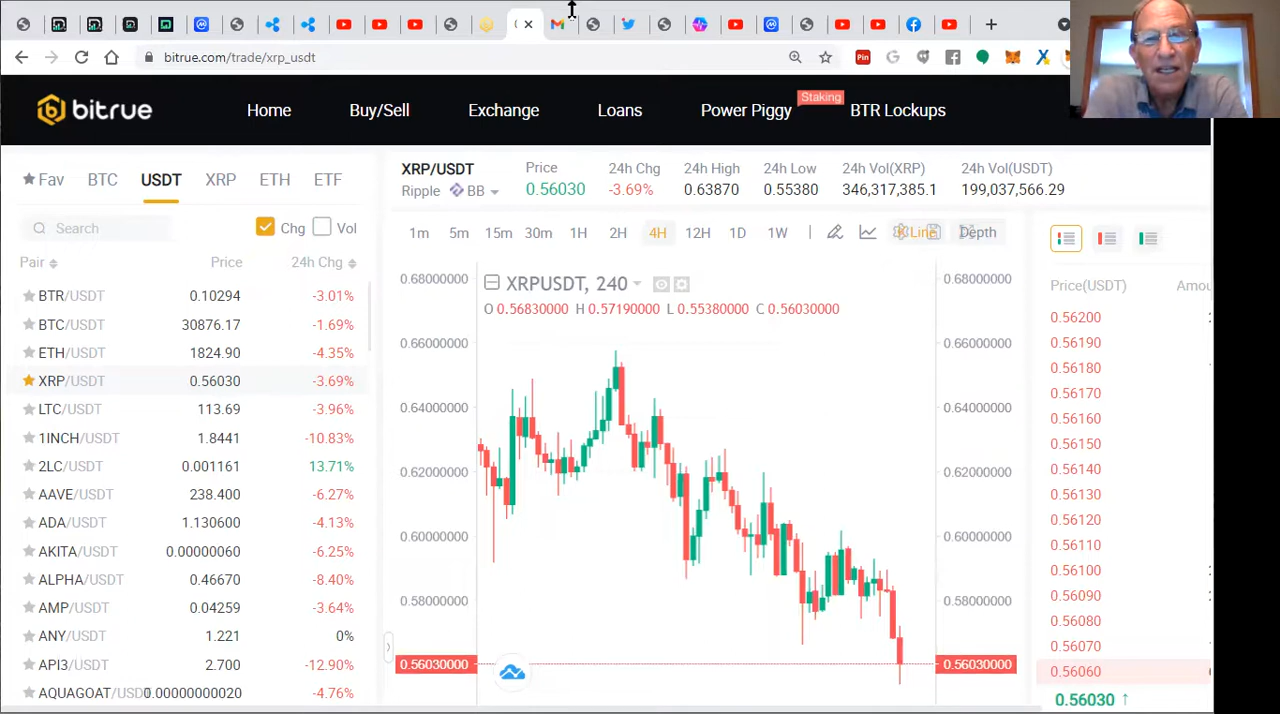 bitrue.com/trade/xrp_usdt
Pin
bitrue
Home
Buy/Sell
Exchange
Loans
Power Piggy
Staking
BTR Lockups
Fav
BTC
USDT
XRP
ETH
ETF
Search
Chg
Vol
Pair
Price
24h Chg
BTR/USDT 0.10294 -3.01%
BTC/USDT 30876.17 -1.69%
ETH/USDT 1824.90 -4.35%
XRP/USDT 0.56030 -3.69%
LTC/USDT 113.69 -3.96%
1INCH/USDT 1.8441 -10.83%
2LC/USDT 0.001161 13.71%
AAVE/USDT 238.400 -6.27%
ADA/USDT 1.130600 -4.13%
AKITA/USDT 0.00000060 -6.25%
ALPHA/USDT 0.46670 -8.40%
AMP/USDT 0.04259 -3.64%
ANY/USDT 1.221 0%
API3/USDT 2.700 -12.90%
AQUAGOAT/USDT 0.00000000020 -4.76%
XRP/USDT
Ripple BB
Price
0.56030
24h Chg
-3.69%
24h High
0.63870
24h Low
0.55380
24h Vol(XRP)
346,317,385.1
24h Vol(USDT)
199,037,566.29
1m 5m 15m 30m 1H 2H 4H 12H 1D 1W
Line
Depth
XRPUSDT, 240
O 0.56830000 H 0.57190000 L 0.55380000 C 0.56030000
0.68000000
0.66000000
0.64000000
0.62000000
0.60000000
0.58000000
0.56030000
0.68000000
0.66000000
0.64000000
0.62000000
0.60000000
0.58000000
0.56030000
Price(USDT)
0.56200
0.56190
0.56180
0.56170
0.56160
0.56150
0.56140
0.56130
0.56120
0.56110
0.56100
0.56090
0.56080
0.56070
0.56060
0.56030 ↑